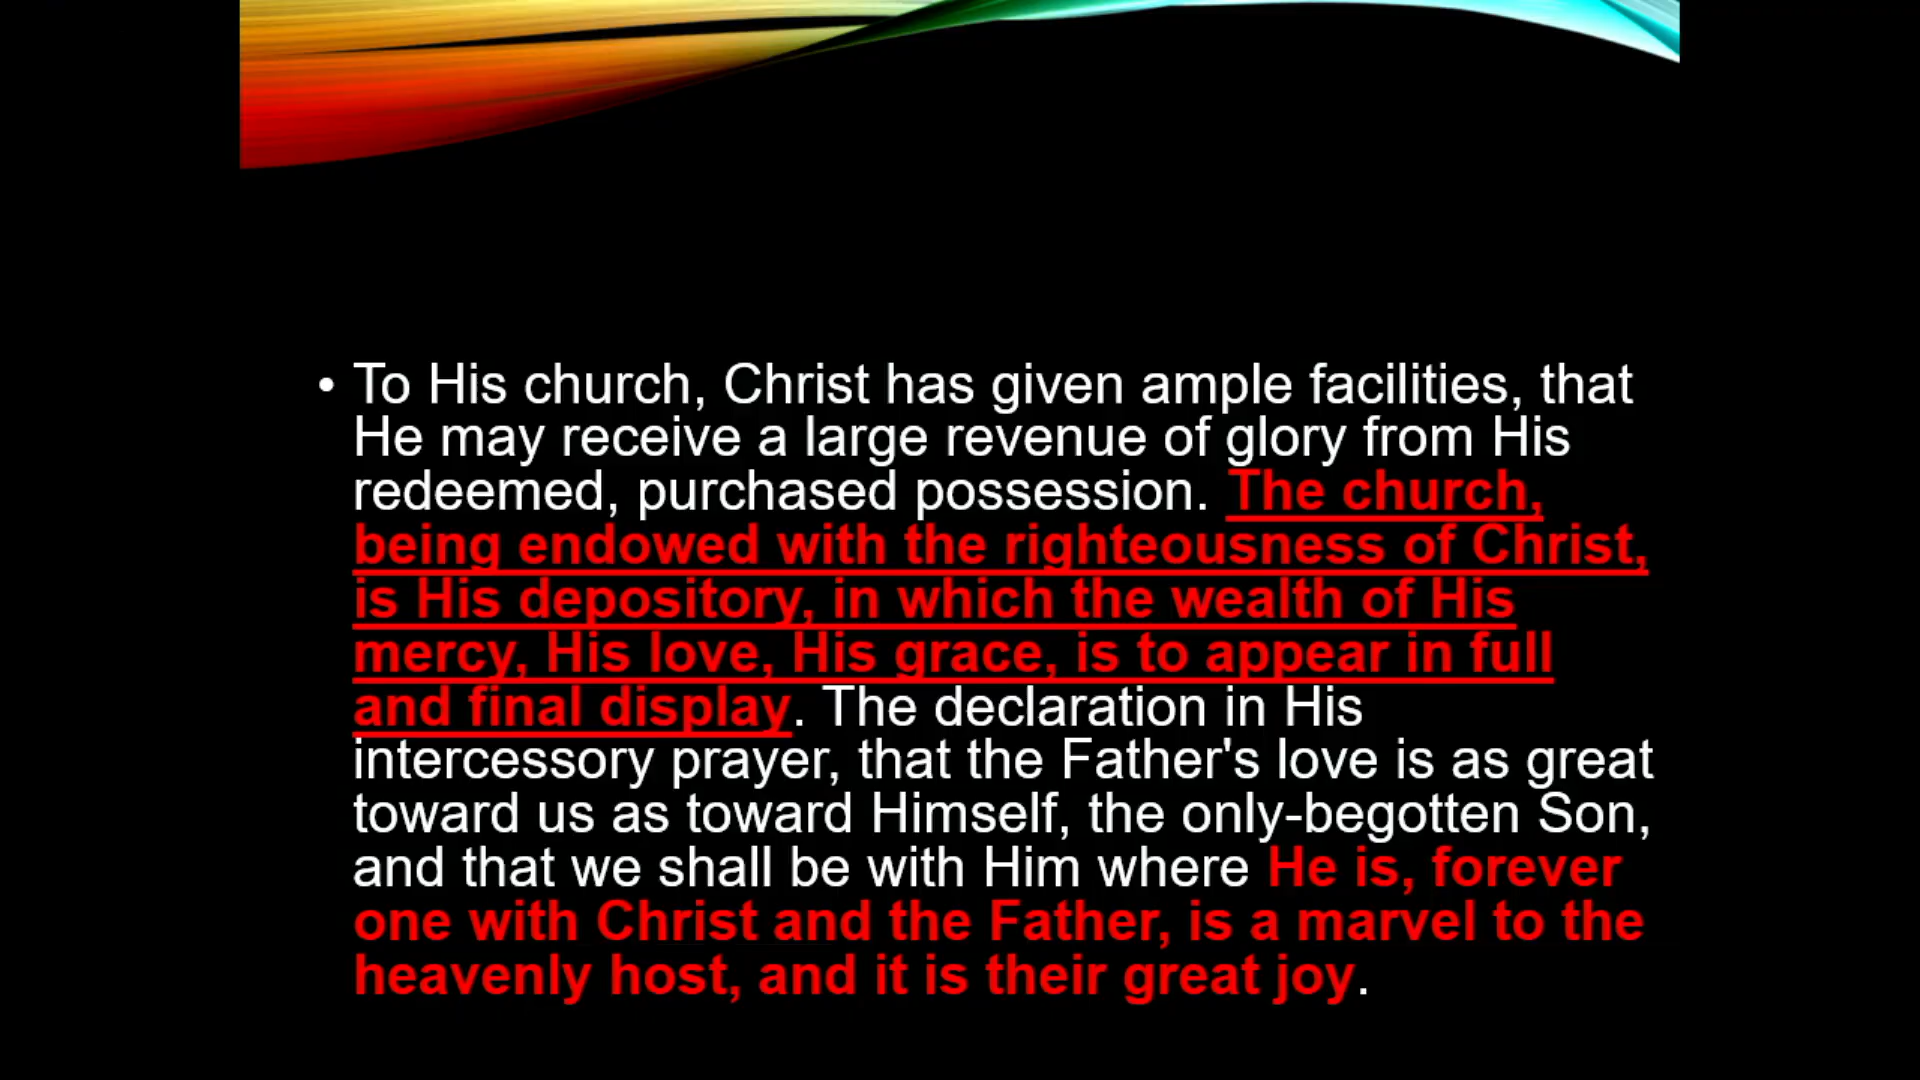 • To His church, Christ has given ample facilities, that
He may receive a large revenue of glory from His
redeemed, purchased possession. The church,
being endowed with the righteousness of Christ,
is His depository, in which the wealth of His
mercy, His love, His grace, is to appear in full
and final display. The declaration in His
intercessory prayer, that the Father's love is as great
toward us as toward Himself, the only-begotten Son,
and that we shall be with Him where He is, forever
one with Christ and the Father, is a marvel to the
heavenly host, and it is their great joy.